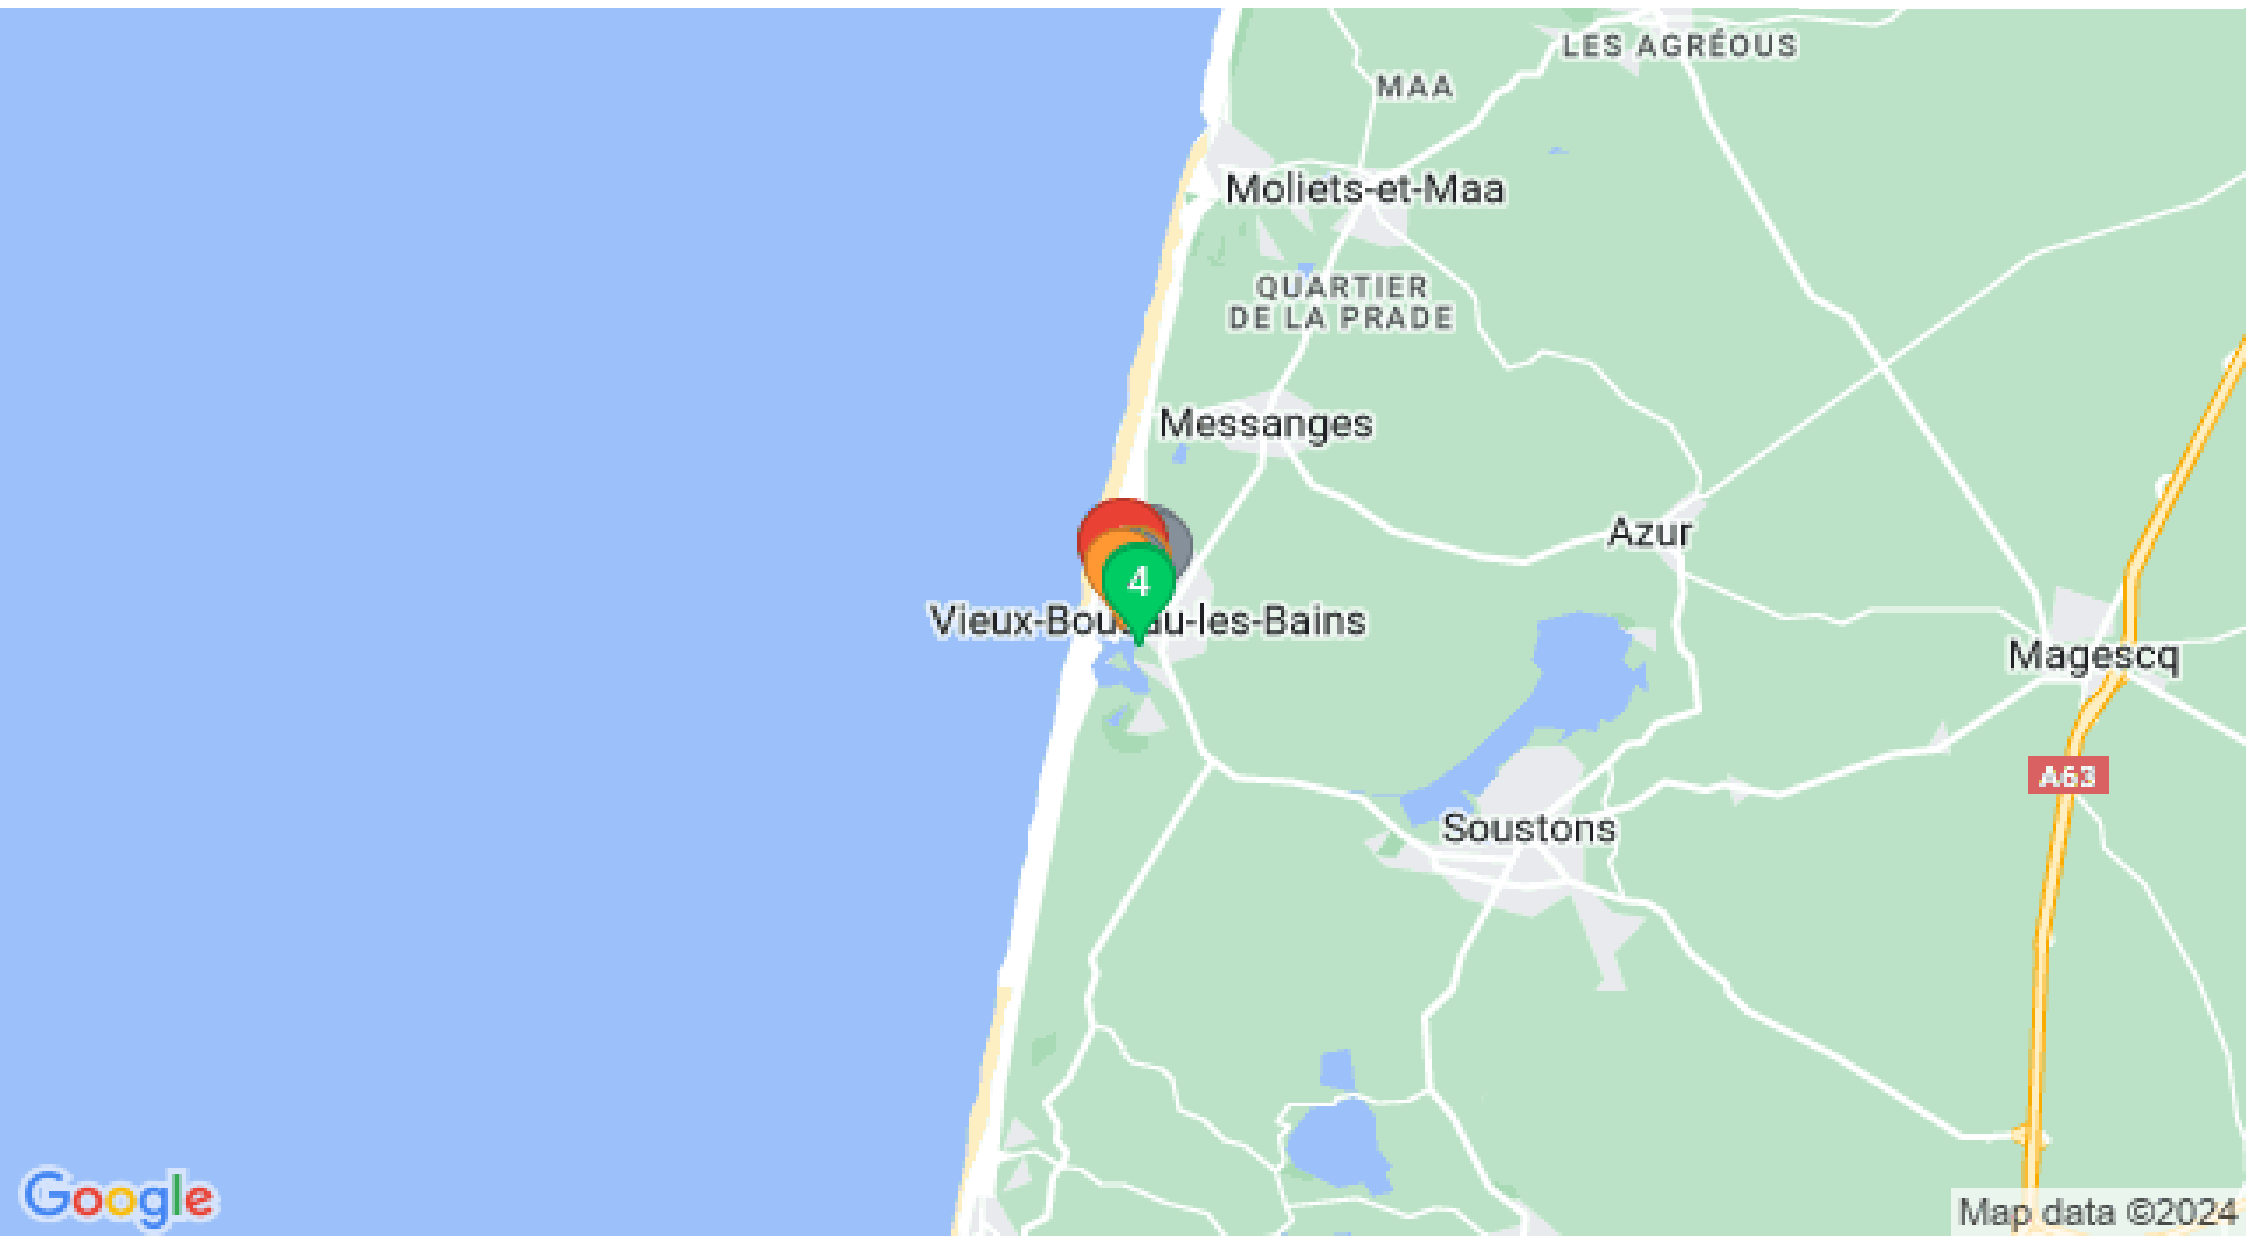 LES AGRÉOUS
MAA
Moliets-et-Maa
QUARTIER
DE LA PRADE
Messanges
Azur
4
Magescq
A63
Soustons
Google
Map data ©2024